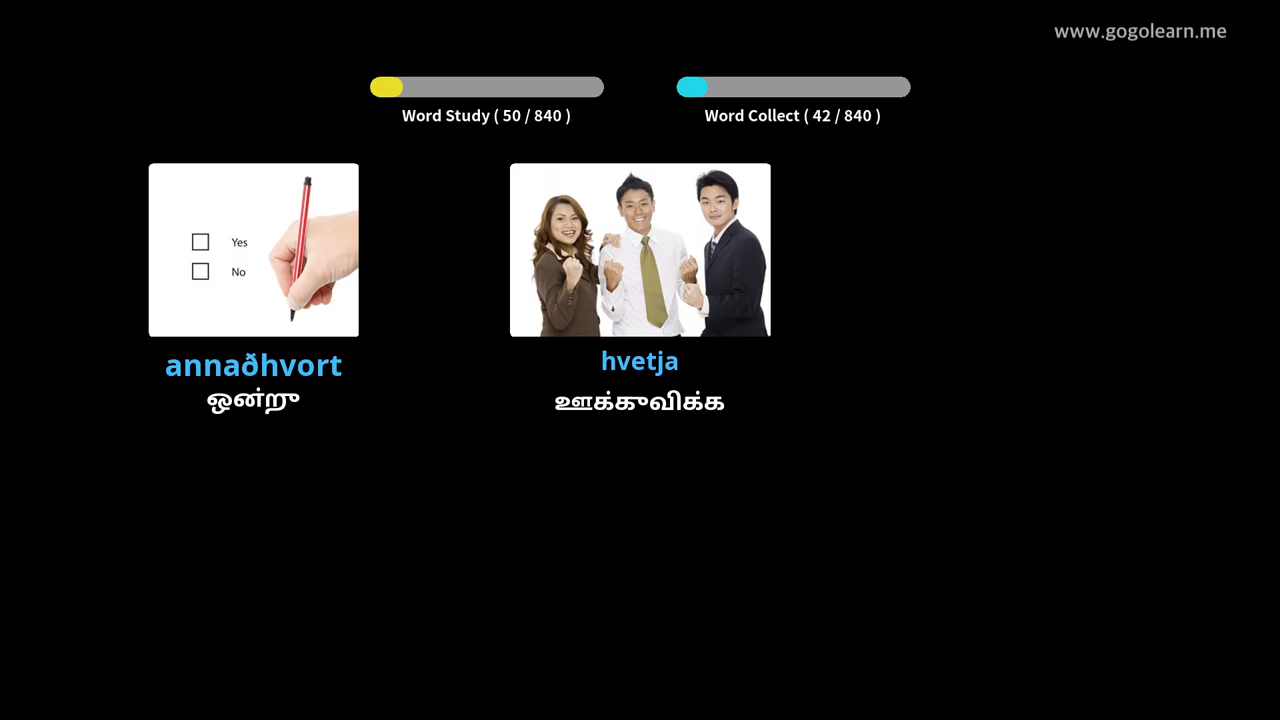 www.gogolearn.me
Word Study ( 50 / 840 )
Word Collect ( 42 / 840 )
Yes
No
annaðhvort
ஒன்று
hvetja
ஊக்குவிக்க